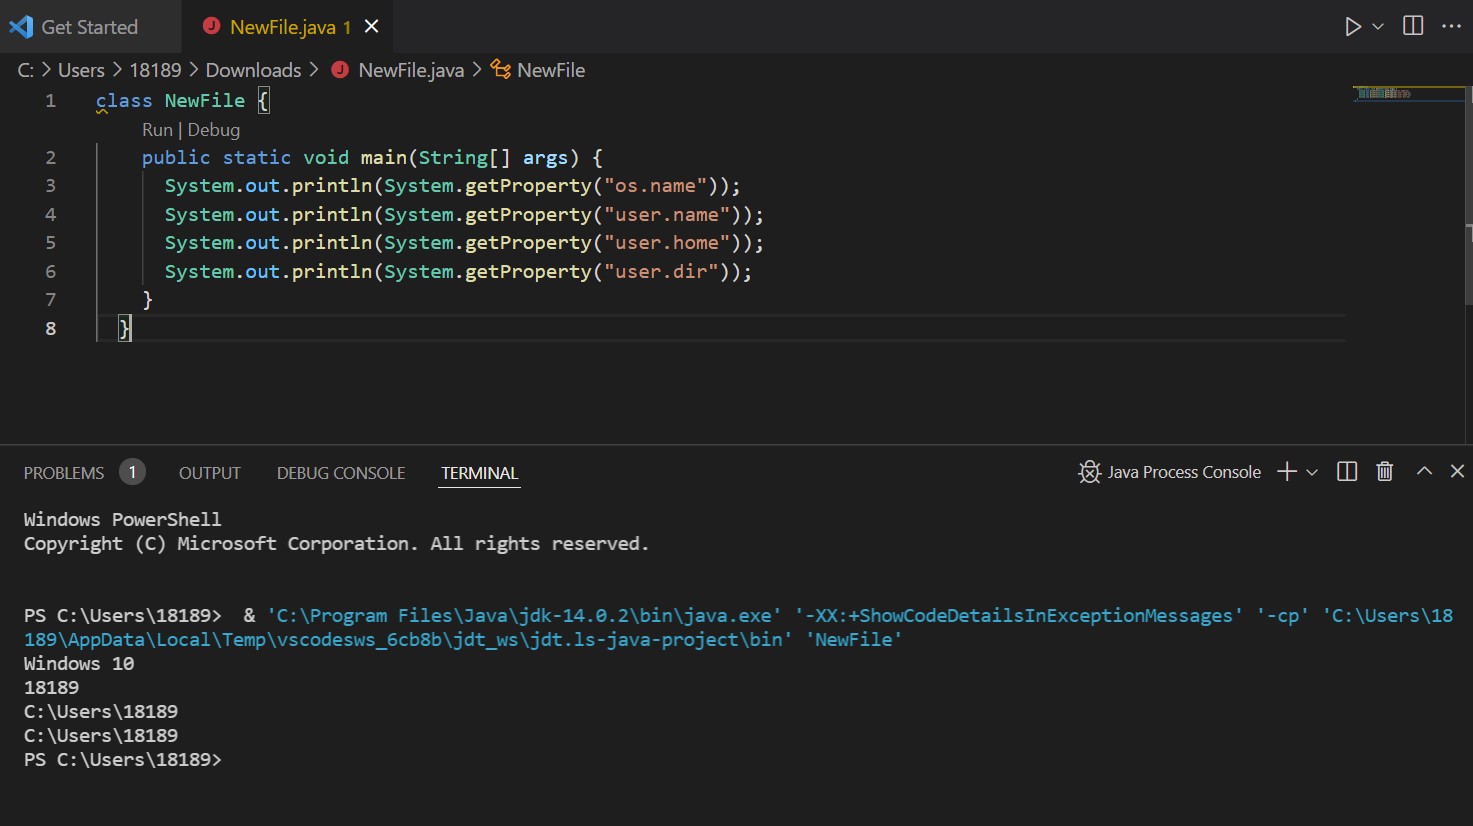 Get Started NewFile.java 1
C: > Users > 18189 > Downloads > NewFile.java > NewFile
1 class NewFile {
Run | Debug
2 public static void main(String[] args) {
3 System.out.println(System.getProperty("os.name"));
4 System.out.println(System.getProperty("user.name"));
5 System.out.println(System.getProperty("user.home"));
6 System.out.println(System.getProperty("user.dir"));
7 }
8 }
PROBLEMS 1 OUTPUT DEBUG CONSOLE TERMINAL Java Process Console
Windows PowerShell
Copyright (C) Microsoft Corporation. All rights reserved.
PS C:\Users\18189>  & 'C:\Program Files\Java\jdk-14.0.2\bin\java.exe' '-XX:+ShowCodeDetailsInExceptionMessages' '-cp' 'C:\Users\18
189\AppData\Local\Temp\vscodesws_6cb8b\jdt_ws\jdt.ls-java-project\bin' 'NewFile'
Windows 10
18189
C:\Users\18189
C:\Users\18189
PS C:\Users\18189>